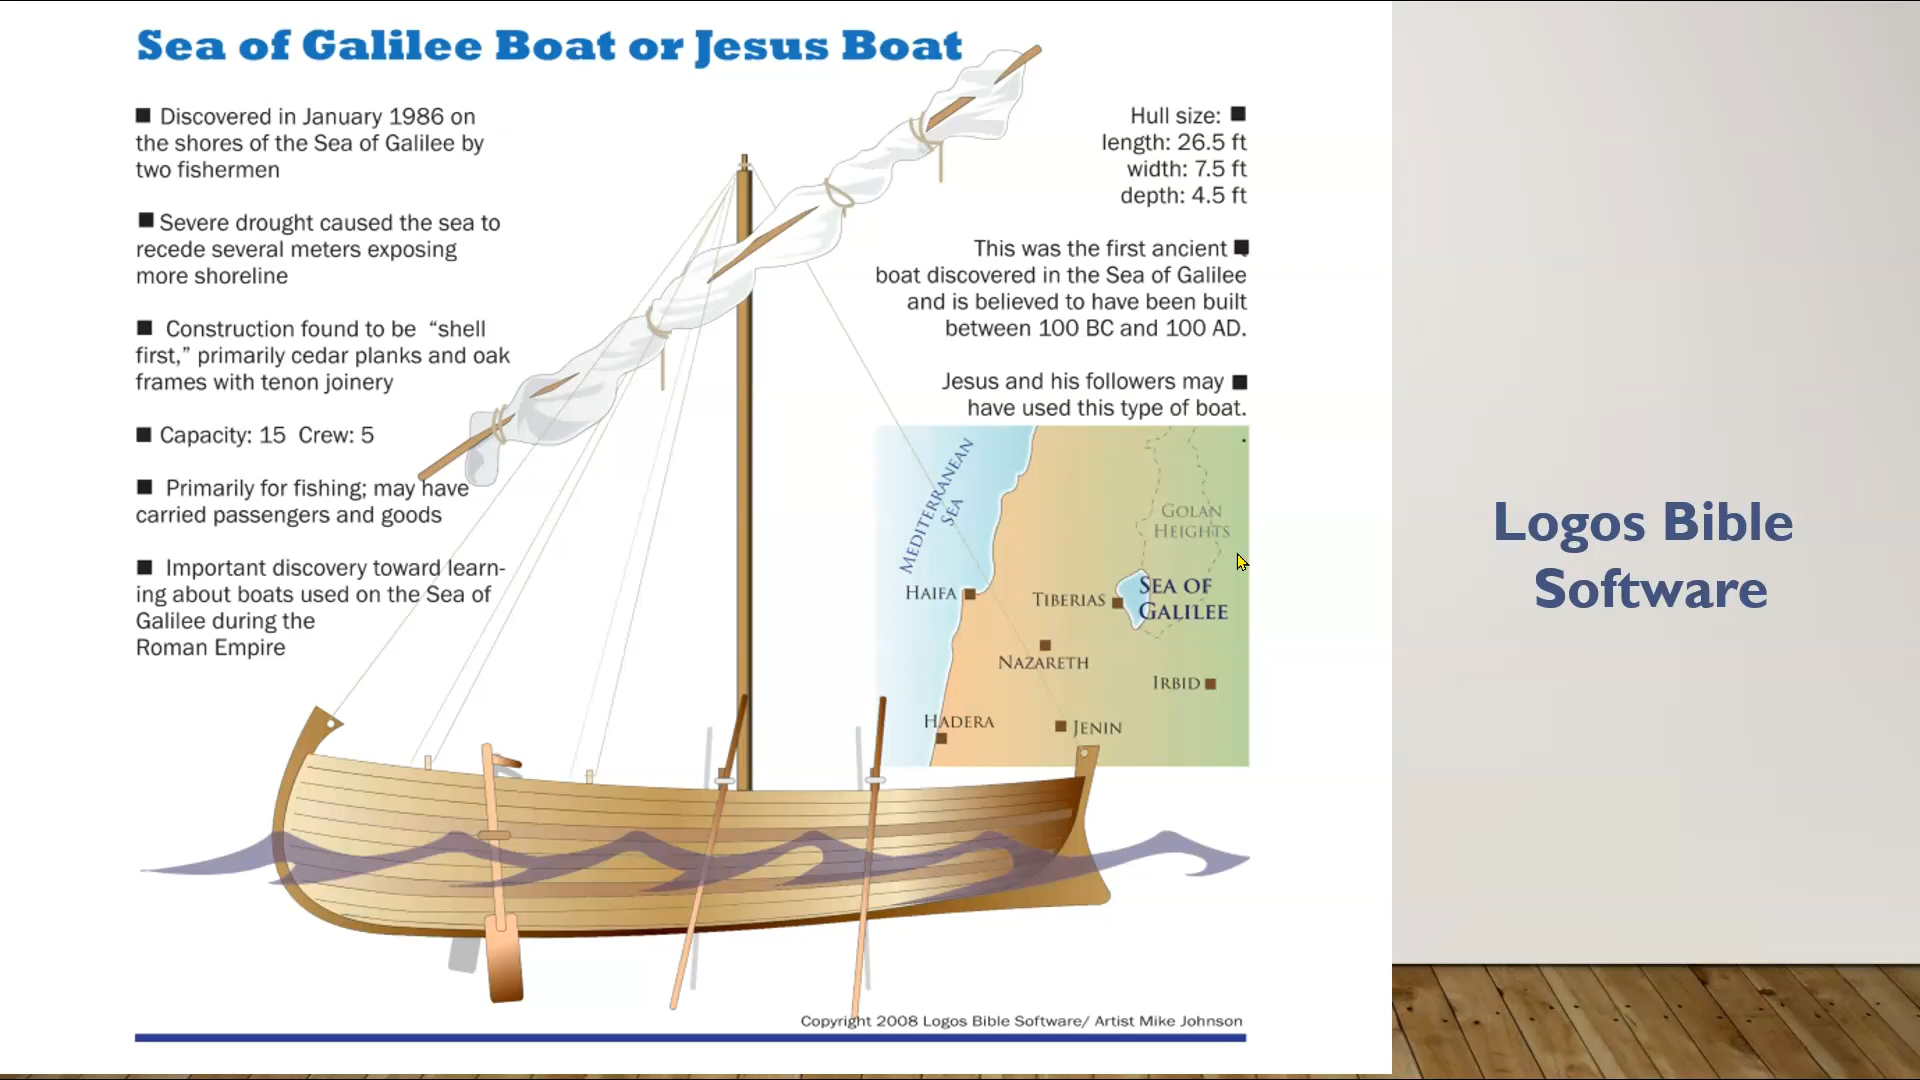 Sea of Galilee Boat or Jesus Boat
■ Discovered in January 1986 on
the shores of the Sea of Galilee by
two fishermen
■ Severe drought caused the sea to
recede several meters exposing
more shoreline
■ Construction found to be “shell
first,” primarily cedar planks and oak
frames with tenon joinery
■ Capacity: 15 Crew: 5
■ Primarily for fishing; may have
carried passengers and goods
■ Important discovery toward learn-
ing about boats used on the Sea of
Galilee during the
Roman Empire
Hull size: ■
length: 26.5 ft
width: 7.5 ft
depth: 4.5 ft
This was the first ancient ■
boat discovered in the Sea of Galilee
and is believed to have been built
between 100 BC and 100 AD.
Jesus and his followers may ■
have used this type of boat.
MEDITERRANEAN
SEA
GOLAN
HEIGHTS
HAIFA
TIBERIAS
SEA OF
GALILEE
NAZARETH
IRBID
HADERA
JENIN
Copyright 2008 Logos Bible Software/ Artist Mike Johnson
Logos Bible
Software